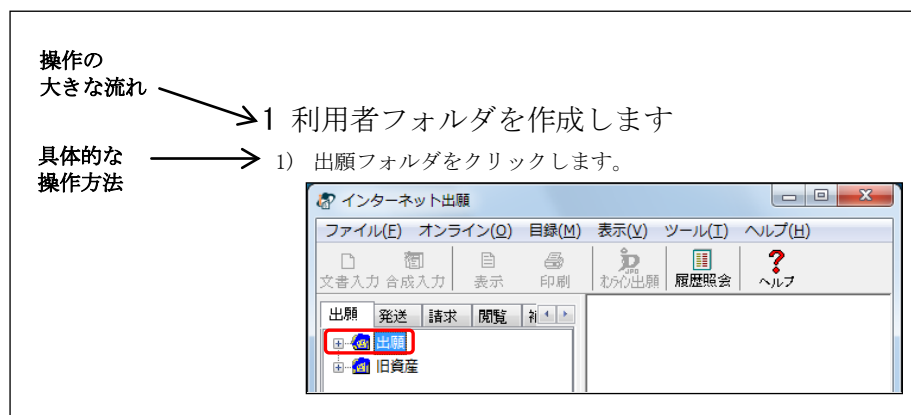 操作の
大きな流れ
1 利用者フォルダを作成します
具体的な
操作方法
1) 出願フォルダをクリックします。
インターネット出願
ファイル(F) オンライン(O) 目録(M) 表示(V) ツール(T) ヘルプ(H)
文書入力 合成入力 表示 印刷 ひらがな出願 履歴照会 ヘルプ
出願 発送 請求 閲覧
出願
旧資産